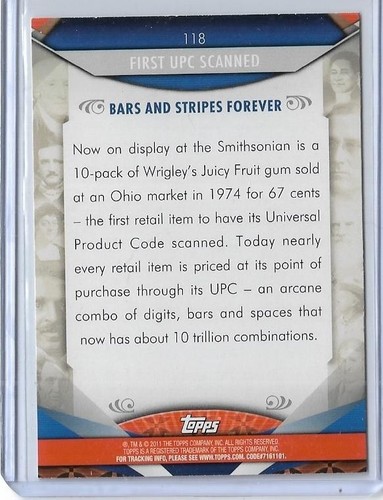 118
FIRST UPC SCANNED
BARS AND STRIPES FOREVER
Now on display at the Smithsonian is a
10-pack of Wrigley's Juicy Fruit gum sold
at an Ohio market in 1974 for 67 cents
– the first retail item to have its Universal
Product Code scanned. Today nearly
every retail item is priced at its point of
purchase through its UPC – an arcane
combo of digits, bars and spaces that
now has about 10 trillion combinations.
Topps
®, TM & © 2011 THE TOPPS COMPANY, INC. ALL RIGHTS RESERVED.
TOPPS IS A REGISTERED TRADEMARK OF THE TOPPS COMPANY, INC.
FOR TRACKING INFO, PLEASE SEE WWW.TOPPS.COM. CODE#7161101.